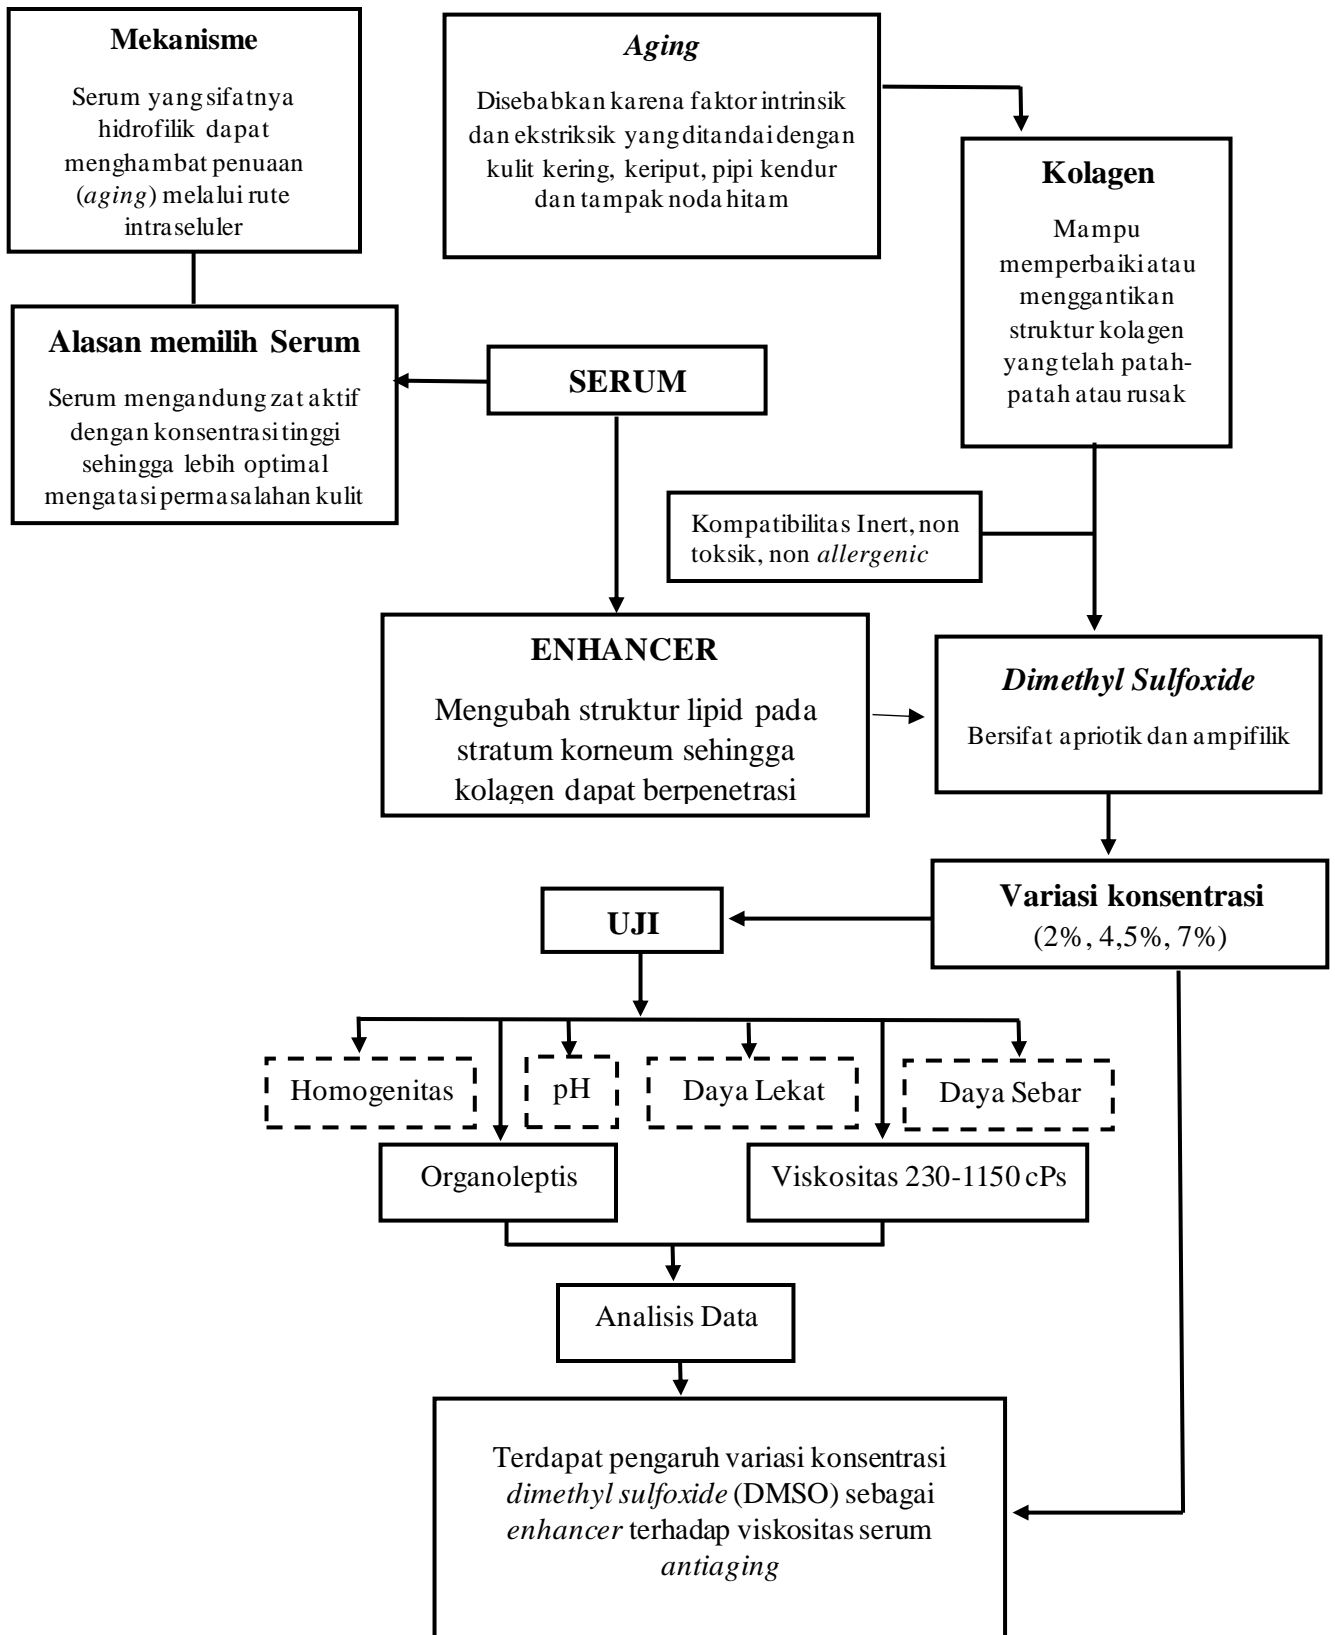 Mekanisme
Serum yang sifatnya
hidrofilik dapat
menghambat penuaan
(aging) melalui rute
intraseluler
Aging
Disebabkan karena faktor intrinsik
dan ekstriksik yang ditandai dengan
kulit kering, keriput, pipi kendur
dan tampak noda hitam
Kolagen
Mampu
memperbaiki atau
menggantikan
struktur kolagen
yang telah patah-
patah atau rusak
Alasan memilih Serum
Serum mengandung zat aktif
dengan konsentrasi tinggi
sehingga lebih optimal
mengatasi permasalahan kulit
SERUM
Kompatibilitas Inert, non
toksik, non allergenic
ENHANCER
Mengubah struktur lipid pada
stratum korneum sehingga
kolagen dapat berpenetrasi
Dimethyl Sulfoxide
Bersifat apriotik dan ampifilik
Variasi konsentrasi
(2%, 4,5%, 7%)
UJI
Homogenitas
pH
Daya Lekat
Daya Sebar
Organoleptis
Viskositas 230-1150 cPs
Analisis Data
Terdapat pengaruh variasi konsentrasi
dimethyl sulfoxide (DMSO) sebagai
enhancer terhadap viskositas serum
antiaging